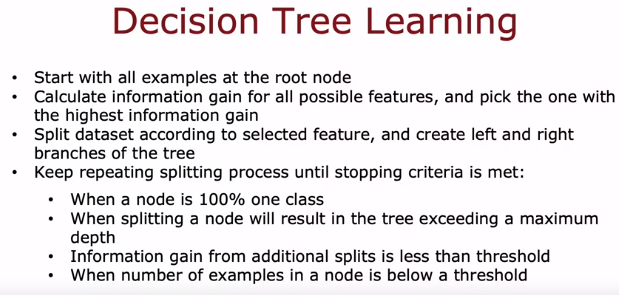 Decision Tree Learning
• Start with all examples at the root node
• Calculate information gain for all possible features, and pick the one with
the highest information gain
• Split dataset according to selected feature, and create left and right
branches of the tree
• Keep repeating splitting process until stopping criteria is met:
• When a node is 100% one class
• When splitting a node will result in the tree exceeding a maximum
depth
• Information gain from additional splits is less than threshold
• When number of examples in a node is below a threshold